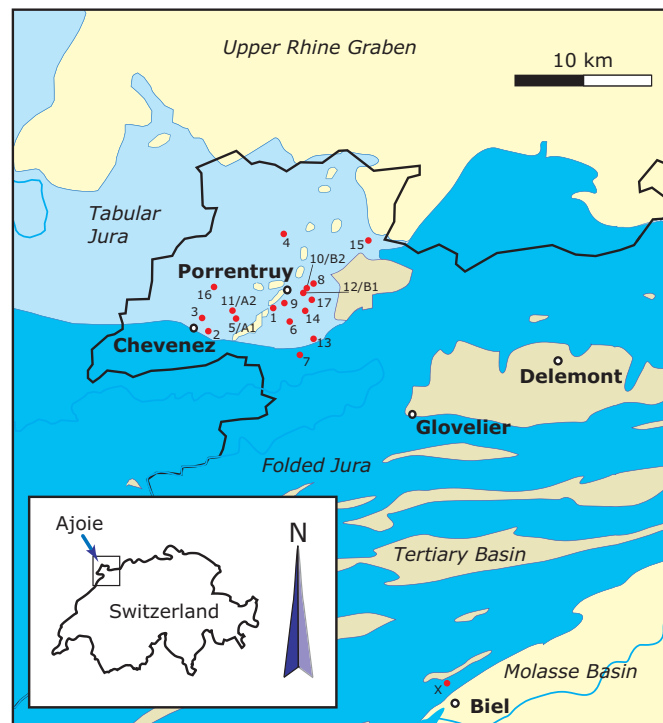 Upper Rhine Graben
10 km
Tabular
Jura
4
15
10/B2
Porrentruy
8
12/B1
16
11/A2
9
17
3
1
14
5/A1
6
2
13
Chevenez
7
Delemont
Glovelier
Folded Jura
Ajoie
N
Tertiary Basin
Switzerland
Molasse Basin
X
Biel